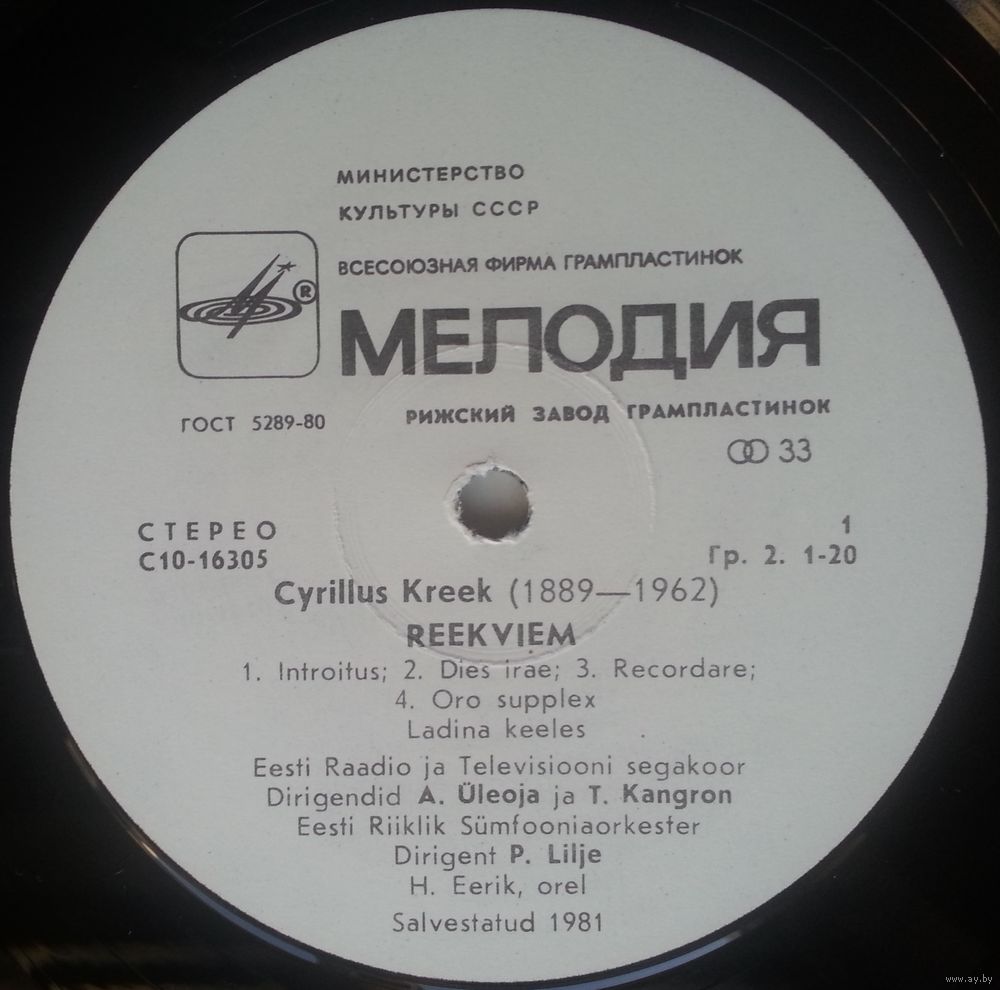 МИНИСТЕРСТВО
КУЛЬТУРЫ СССР
ВСЕСОЮЗНАЯ ФИРМА ГРАМПЛАСТИНОК
®
МЕЛОДИЯ
ГОСТ 5289-80
РИЖСКИЙ ЗАВОД ГРАМПЛАСТИНОК
33
СТЕРЕО
1
С10-16305
Гр. 2. 1-20
Cyrillus Kreek (1889—1962)
REEKVIEM
1. Introitus; 2. Dies irae; 3. Recordare;
4. Oro supplex
Ladina keeles
Eesti Raadio ja Televisiooni segakoor
Dirigendid A. Üleoja ja T. Kangron
Eesti Riiklik Sümfooniaorkester
Dirigent P. Lilje
H. Eerik, orel
Salvestatud 1981
www.ay.by